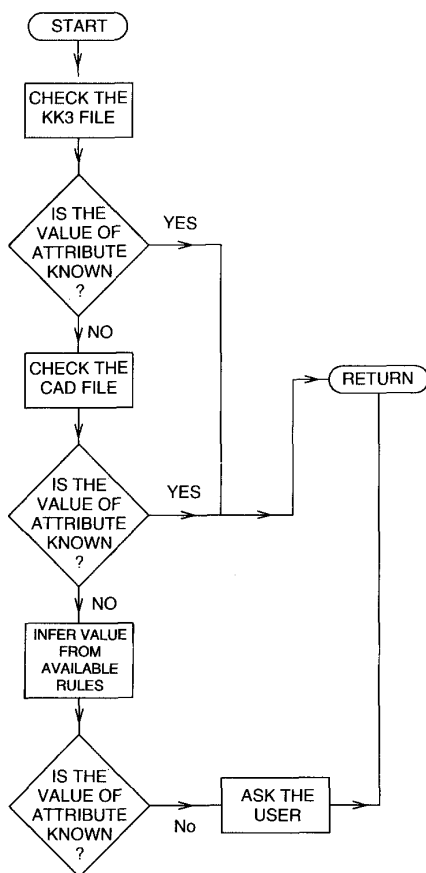 START
CHECK THE
KK3 FILE
IS THE
VALUE OF
ATTRIBUTE
KNOWN
?
YES
NO
CHECK THE
CAD FILE
RETURN
IS THE
VALUE OF
ATTRIBUTE
KNOWN
?
YES
NO
INFER VALUE
FROM
AVAILABLE
RULES
IS THE
VALUE OF
ATTRIBUTE
KNOWN
?
No
ASK THE
USER